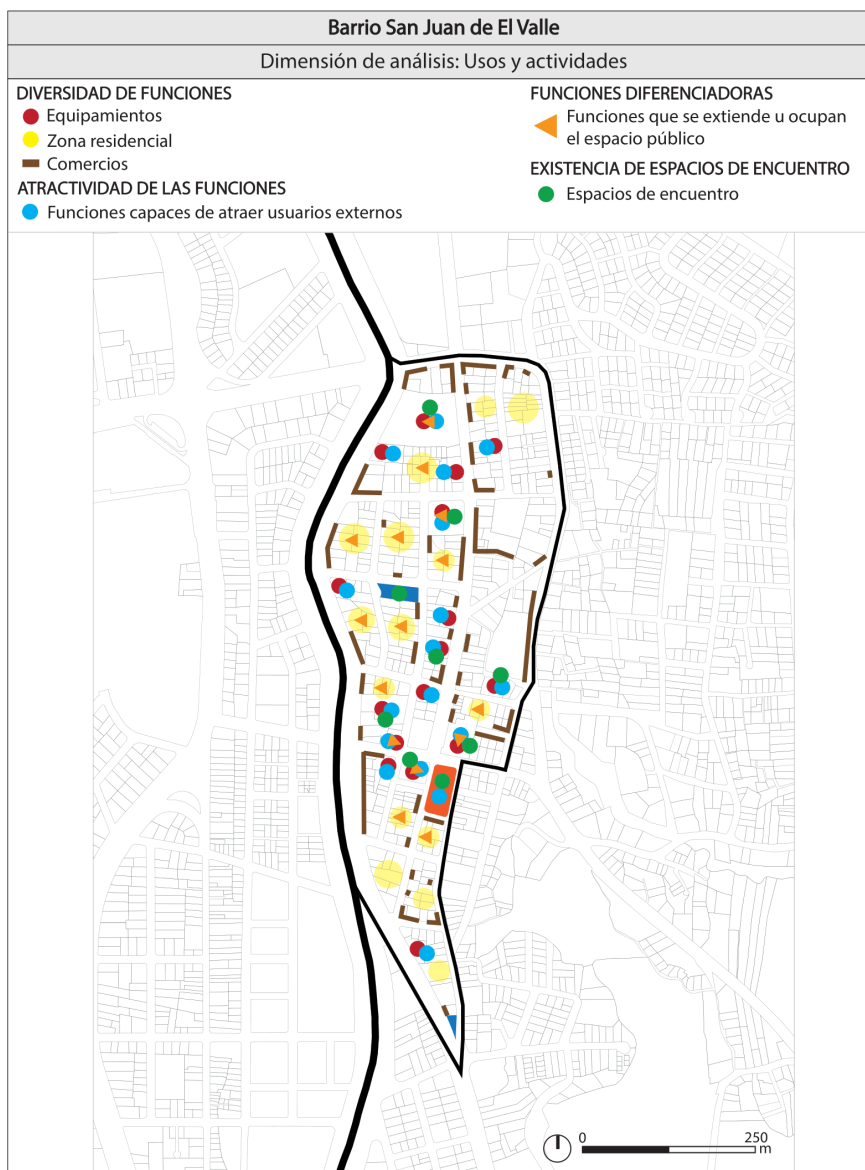 Barrio San Juan de El Valle
Dimensión de análisis: Usos y actividades
DIVERSIDAD DE FUNCIONES
Equipamientos
Zona residencial
Comercios
ATRACTIVIDAD DE LAS FUNCIONES
Funciones capaces de atraer usuarios externos
FUNCIONES DIFERENCIADORAS
Funciones que se extiende u ocupan
el espacio público
EXISTENCIA DE ESPACIOS DE ENCUENTRO
Espacios de encuentro
0 250
m